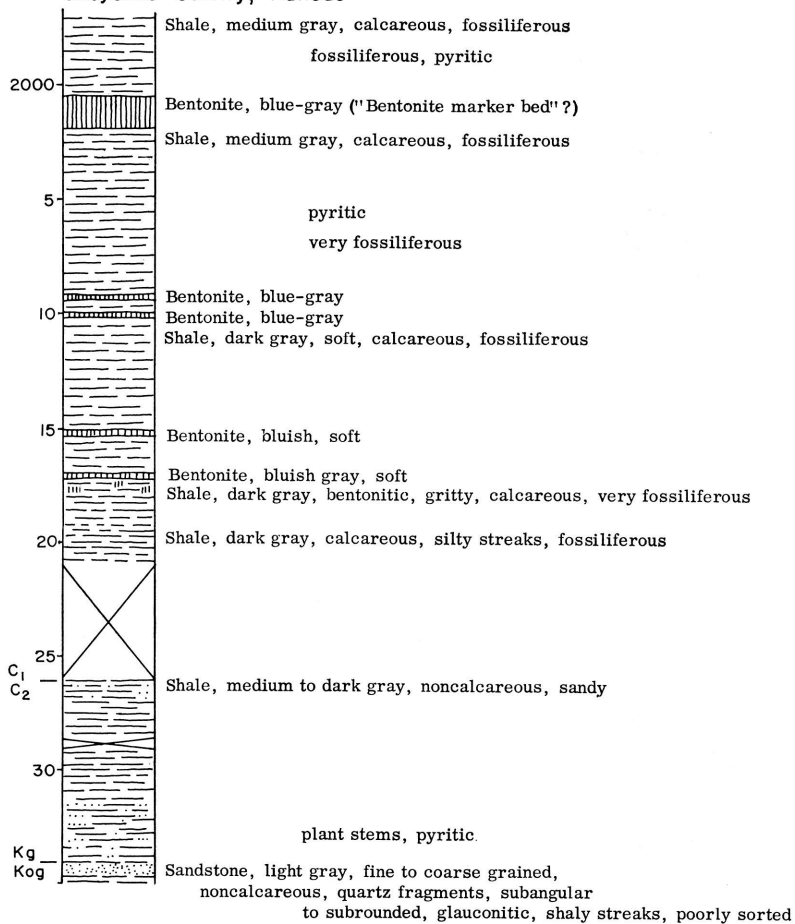 Shale, medium gray, calcareous, fossiliferous
fossiliferous, pyritic
2000
Bentonite, blue-gray ("Bentonite marker bed"?)
Shale, medium gray, calcareous, fossiliferous
5
pyritic
very fossiliferous
Bentonite, blue-gray
10
Bentonite, blue-gray
Shale, dark gray, soft, calcareous, fossiliferous
15
Bentonite, bluish, soft
Bentonite, bluish gray, soft
Shale, dark gray, bentonitic, gritty, calcareous, very fossiliferous
20
Shale, dark gray, calcareous, silty streaks, fossiliferous
25
C1
C2
Shale, medium to dark gray, noncalcareous, sandy
30
plant stems, pyritic.
Kg
Kog
Sandstone, light gray, fine to coarse grained,
noncalcareous, quartz fragments, subangular
to subrounded, glauconitic, shaly streaks, poorly sorted